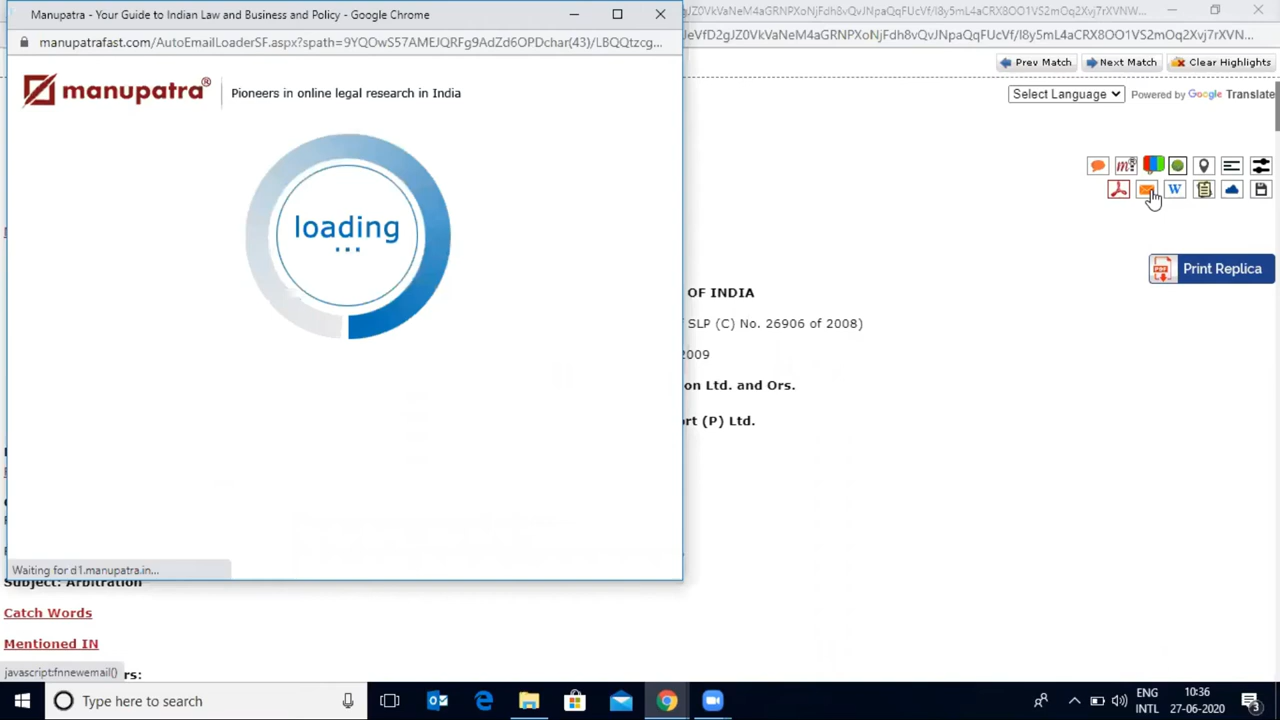 Manupatra - Your Guide to Indian Law and Business and Policy - Google Chrome
manupatrafast.com/AutoEmailLoaderSF.aspx?spath=9YQOwS57AMEJQRFg9AdZd6OPDchar(43)/LBQQtzcg...
manupatra® Pioneers in online legal research in India
loading
...
Waiting for d1.manupatra.in...
Prev Match Next Match Clear Highlights
Select Language Powered by Google Translate
Print Replica
OF INDIA
SLP (C) No. 26906 of 2008)
2009
on Ltd. and Ors.
ort (P) Ltd.
Subject: Arbitration
Catch Words
Mentioned IN
javascript:fnnewemail() rs:
Type here to search
ENG
INTL
10:36
27-06-2020
3